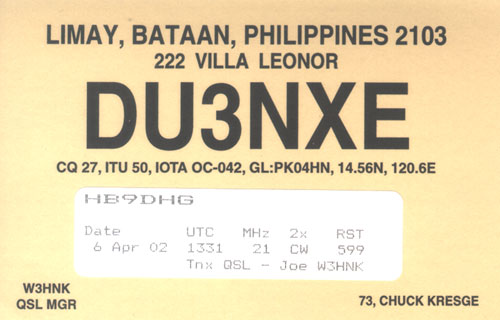 LIMAY, BATAAN, PHILIPPINES 2103
222 VILLA LEONOR
DU3NXE
CQ 27, ITU 50, IOTA OC-042, GL:PK04HN, 14.56N, 120.6E
HB9DHG
Date UTC MHz 2x RST
6 Apr 02 1331 21 CW 599
Tnx QSL - Joe W3HNK
W3HNK
QSL MGR
73, CHUCK KRESGE